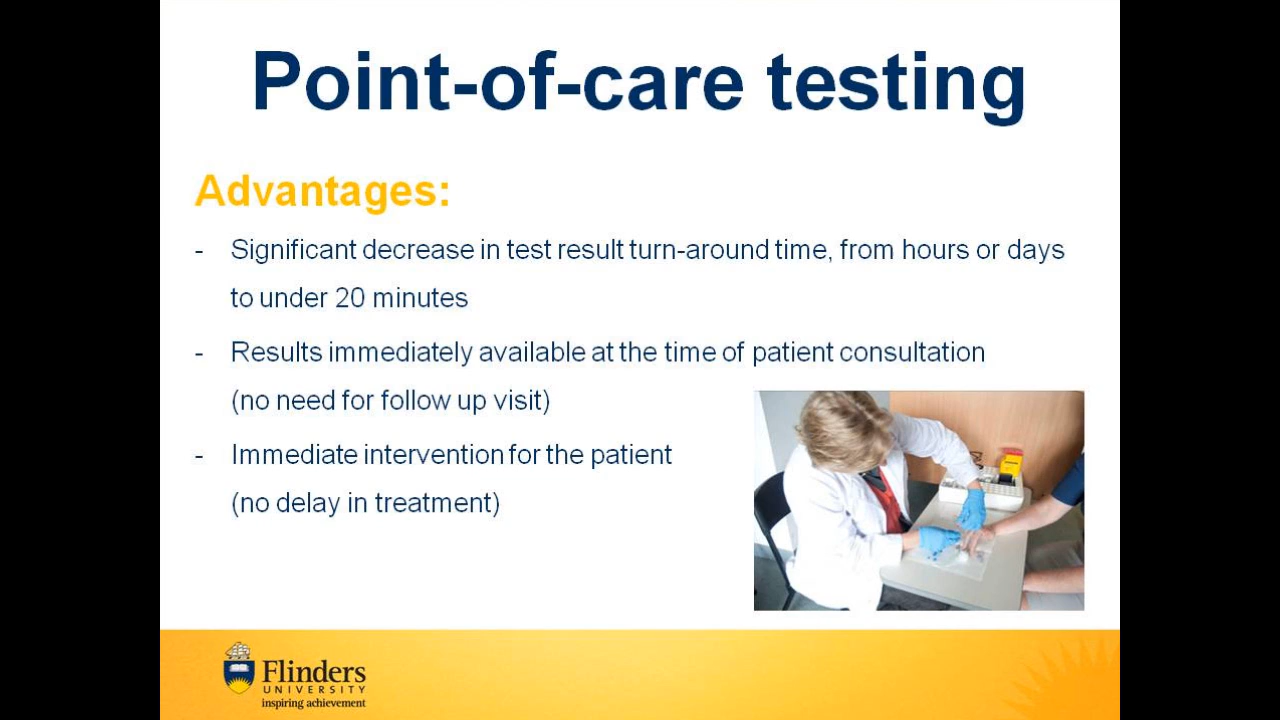 Point-of-care testing
Advantages:
- Significant decrease in test result turn-around time, from hours or days
to under 20 minutes
- Results immediately available at the time of patient consultation
(no need for follow up visit)
- Immediate intervention for the patient
(no delay in treatment)
Flinders
UNIVERSITY
inspiring achievement